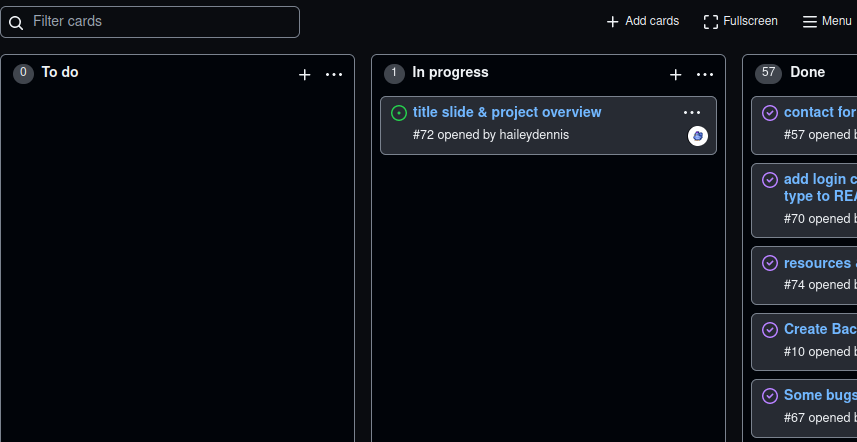 Filter cards
Add cards
Fullscreen
Menu
0 To do
1 In progress
title slide & project overview
#72 opened by haileydennis
57 Done
contact for
#57 opened b
add login c
type to REA
#70 opened b
resources
#74 opened b
Create Bac
#10 opened b
Some bugs
#67 opened b